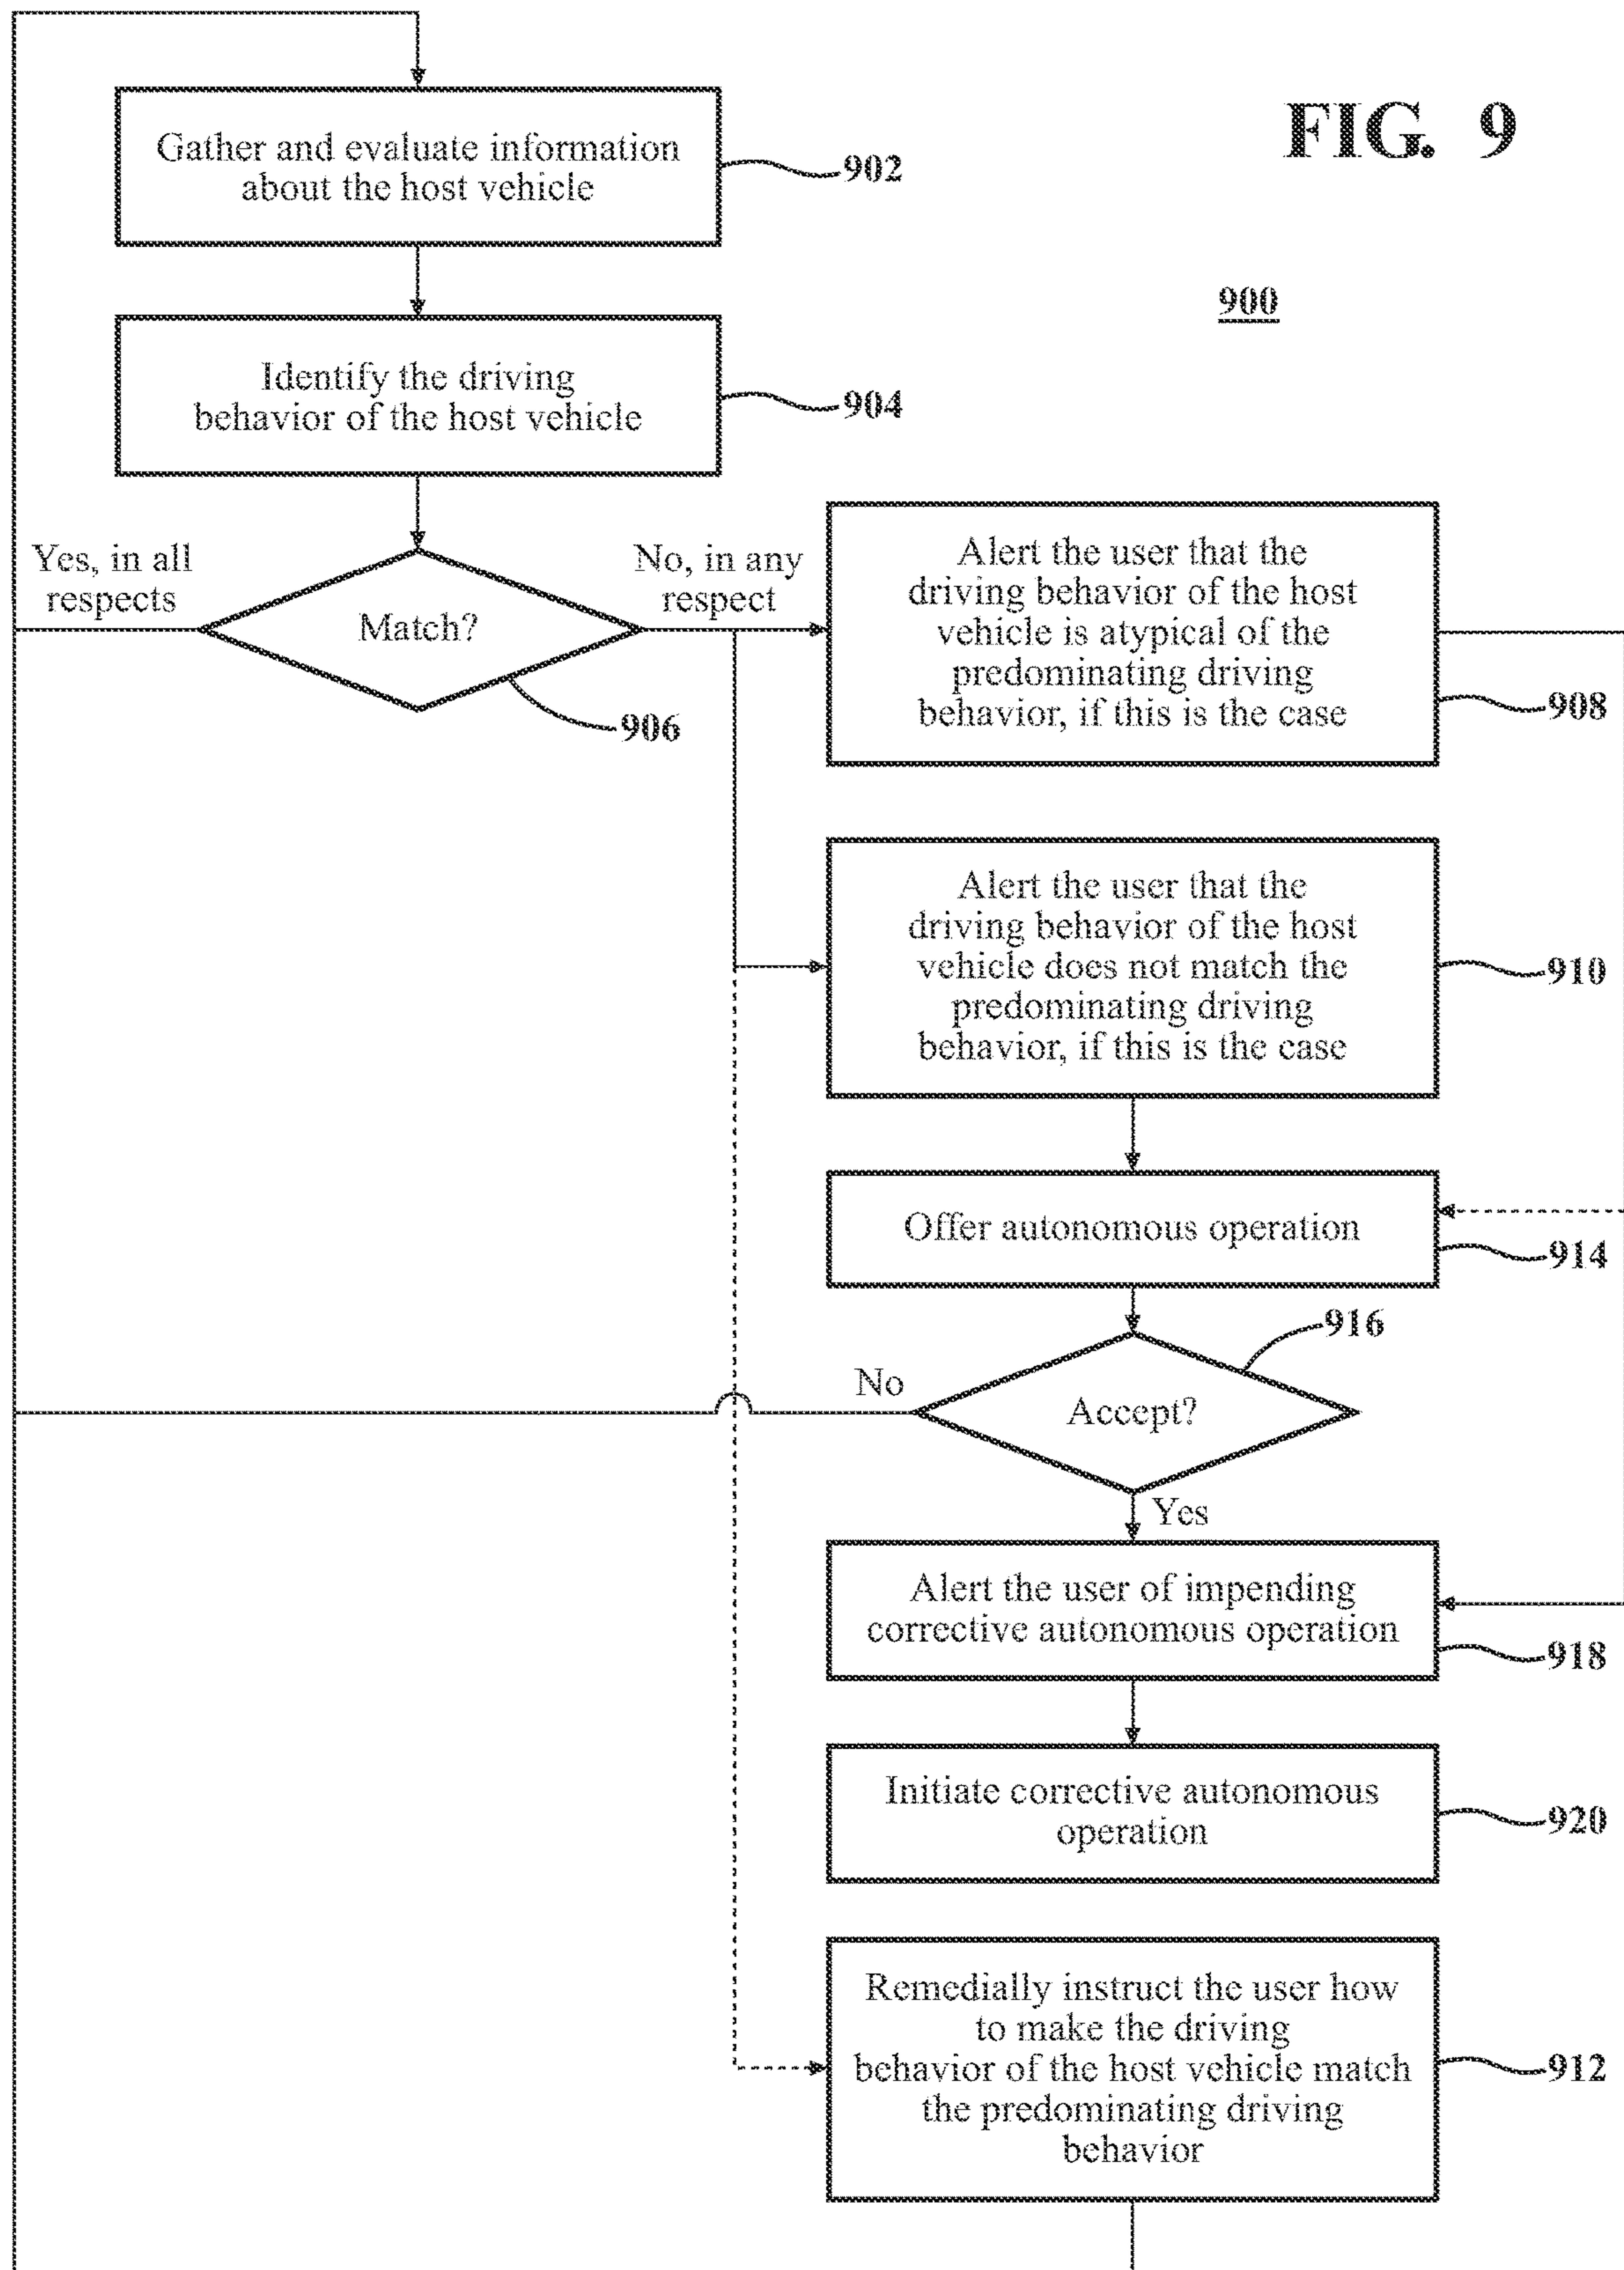 FIG. 9
900
Gather and evaluate information
about the host vehicle
902
Identify the driving
behavior of the host vehicle
904
Yes, in all
respects
Match?
906
No, in any
respect
Alert the user that the
driving behavior of the host
vehicle is atypical of the
predominating driving
behavior, if this is the case
908
Alert the user that the
driving behavior of the host
vehicle does not match the
predominating driving
behavior, if this is the case
910
Offer autonomous operation
914
916
No
Accept?
Yes
Alert the user of impending
corrective autonomous operation
918
Initiate corrective autonomous
operation
920
Remedially instruct the user how
to make the driving
behavior of the host vehicle match
the predominating driving
behavior
912